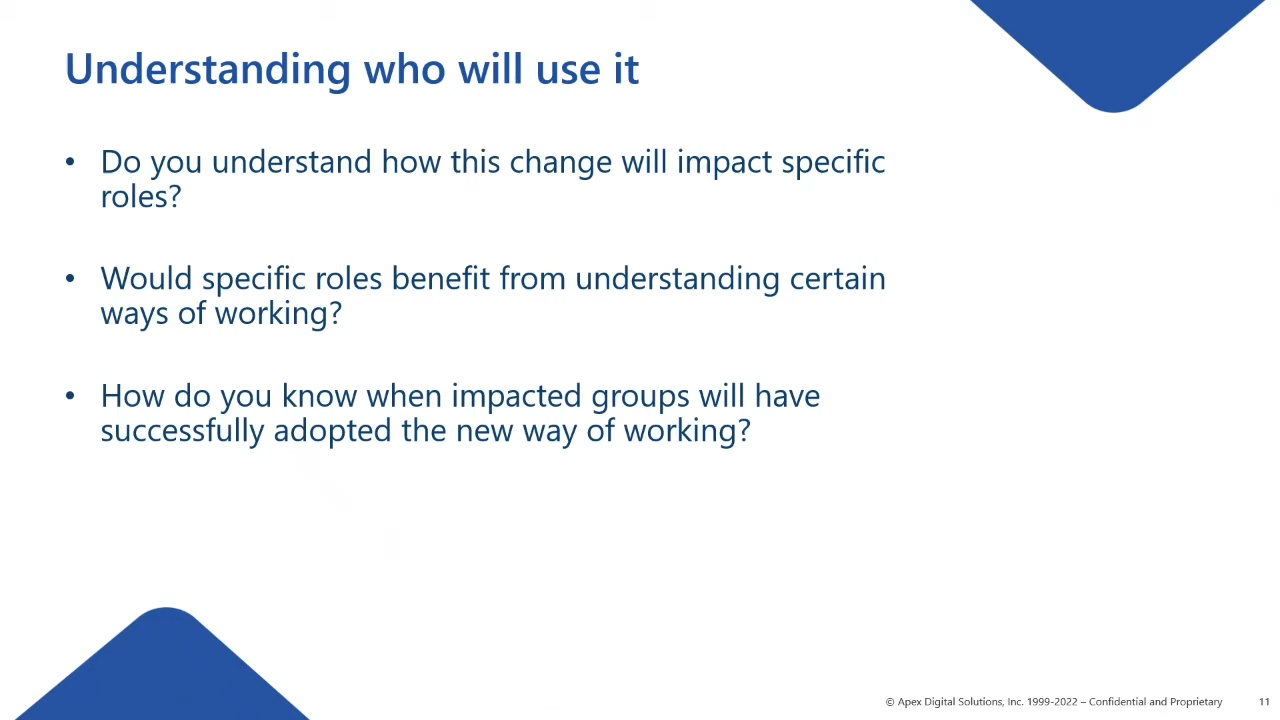 Understanding who will use it
• Do you understand how this change will impact specific
roles?
• Would specific roles benefit from understanding certain
ways of working?
• How do you know when impacted groups will have
successfully adopted the new way of working?
© Apex Digital Solutions, Inc. 1999-2022 – Confidential and Proprietary
11